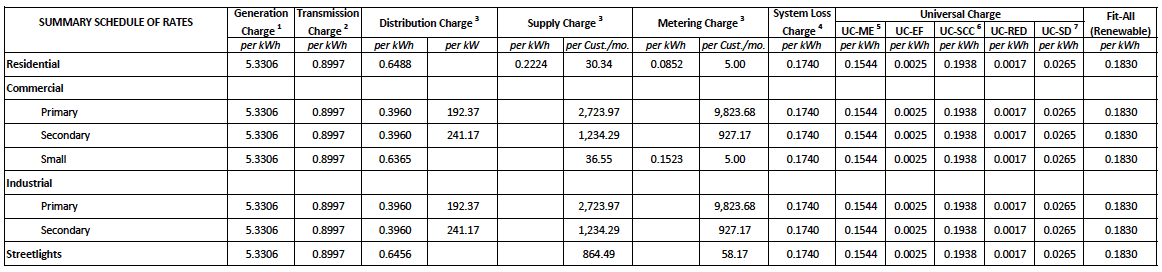 SUMMARY SCHEDULE OF RATES Generation Charge 1 Transmission Charge 2 Distribution Charge 3 Supply Charge 3 Metering Charge 3 System Loss Charge 4 Universal Charge Fit-All (Renewable)
UC-ME 5 UC-EF UC-SCC 6 UC-RED UC-SD 7
per kWh per kWh per kWh per kW per kWh per Cust./mo. per kWh per Cust./mo. per kWh per kWh per kWh per kWh per kWh per kWh per kWh
Residential 5.3306 0.8997 0.6488 0.2224 30.34 0.0852 5.00 0.1740 0.1544 0.0025 0.1938 0.0017 0.0265 0.1830
Commercial
Primary 5.3306 0.8997 0.3960 192.37 2,723.97 9,823.68 0.1740 0.1544 0.0025 0.1938 0.0017 0.0265 0.1830
Secondary 5.3306 0.8997 0.3960 241.17 1,234.29 927.17 0.1740 0.1544 0.0025 0.1938 0.0017 0.0265 0.1830
Small 5.3306 0.8997 0.6365 36.55 0.1523 5.00 0.1740 0.1544 0.0025 0.1938 0.0017 0.0265 0.1830
Industrial
Primary 5.3306 0.8997 0.3960 192.37 2,723.97 9,823.68 0.1740 0.1544 0.0025 0.1938 0.0017 0.0265 0.1830
Secondary 5.3306 0.8997 0.3960 241.17 1,234.29 927.17 0.1740 0.1544 0.0025 0.1938 0.0017 0.0265 0.1830
Streetlights 5.3306 0.8997 0.6456 864.49 58.17 0.1740 0.1544 0.0025 0.1938 0.0017 0.0265 0.1830